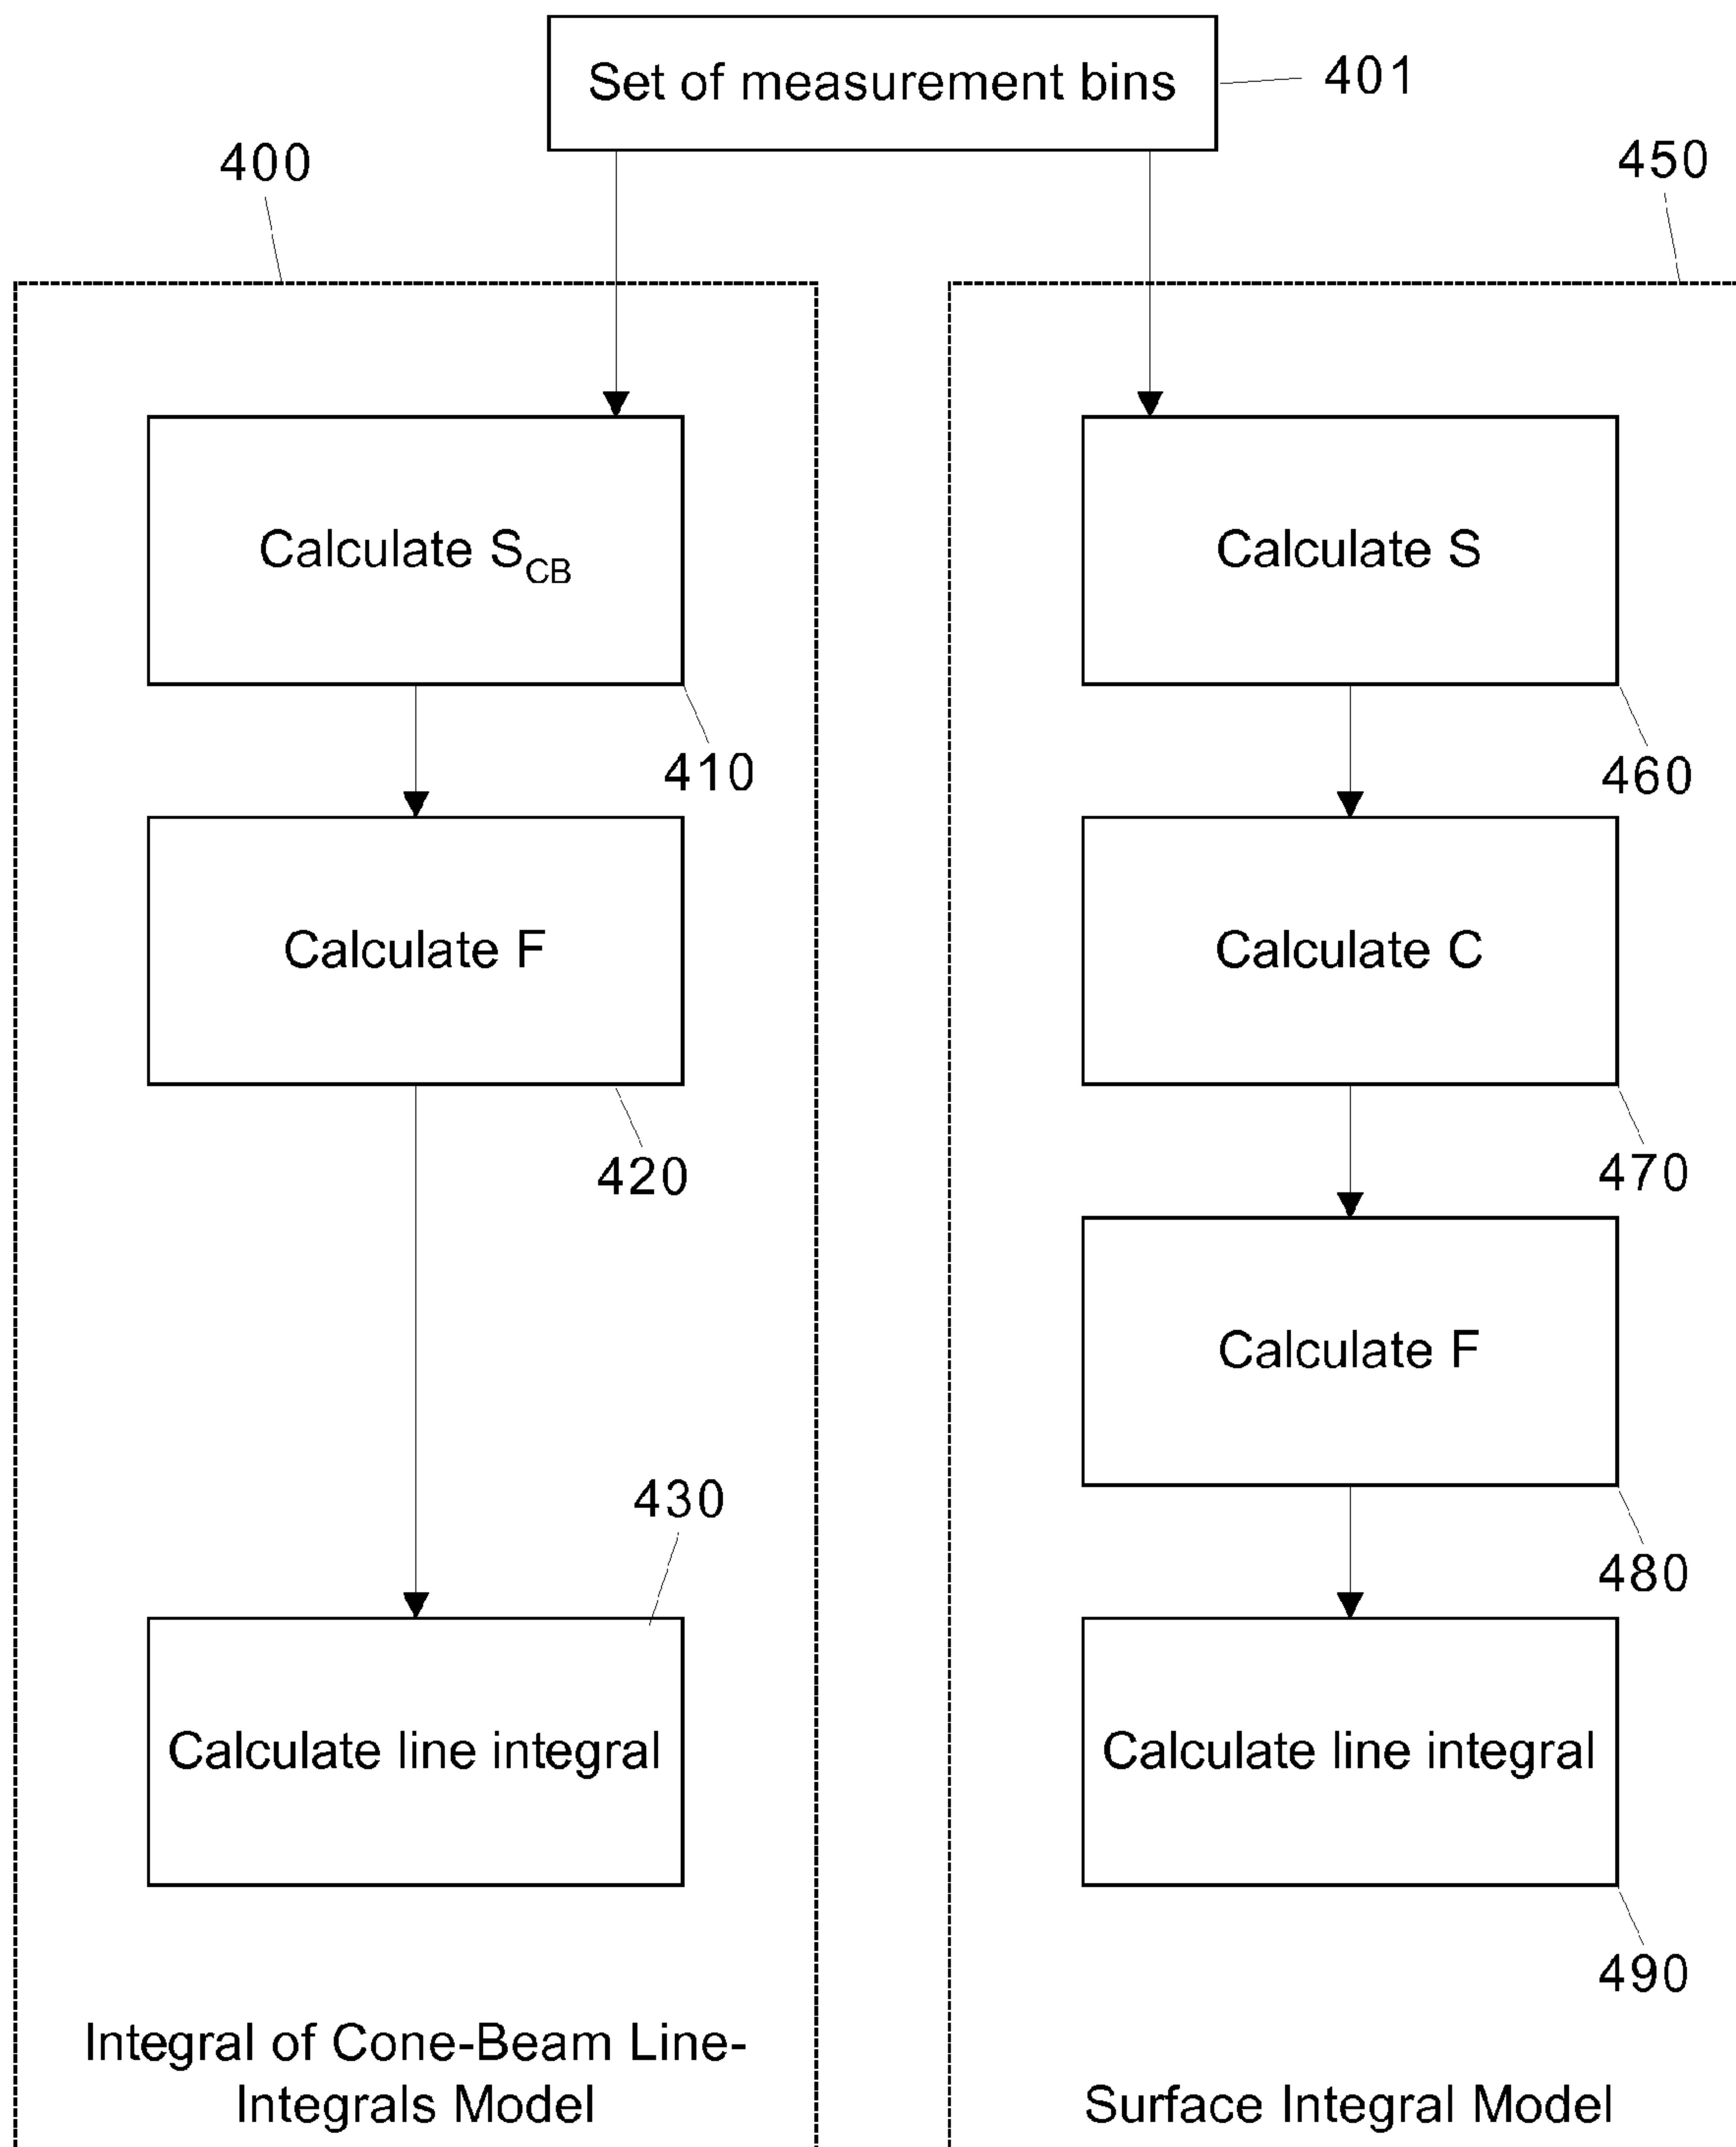 Set of measurement bins
401
400
450
Calculate SCB
Calculate S
410
460
Calculate F
Calculate C
420
470
Calculate F
430
480
Calculate line integral
Calculate line integral
490
Integral of Cone-Beam Line-
Integrals Model
Surface Integral Model